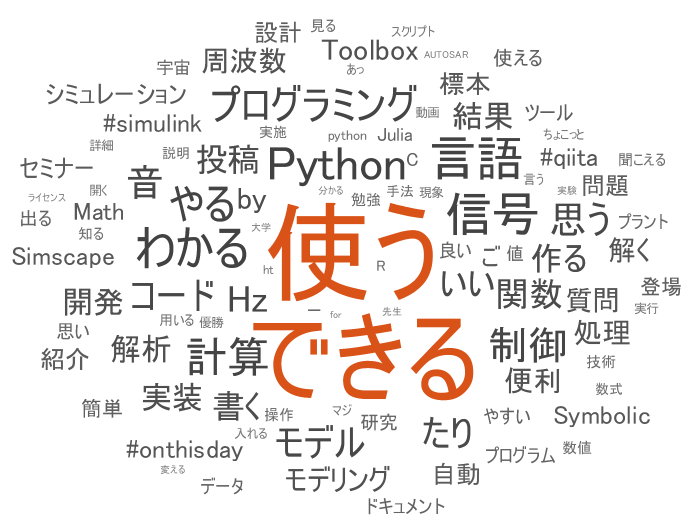 見る
スクリプト
設計
Toolbox
AUTOSAR
使える
周波数
宇宙
あっ
標本
シミュレーション
プログラミング
動画
結果
ツール
#simulink
実施
python
Julia
ちょこっと
詳細
説明
投稿
Python
C
言語
#qiita
聞こえる
セミナー
音
言う
実験
問題
ライセンス
開く
やる
by
分かる
勉強
手法
現象
信号
思う
プラント
出る
Math
大学
使う
知る
わかる
良い
ご
値
作る
解く
Simscape
ht
R
いい
関数
質問
登場
開発
コード
Hz
ー
for
先生
実行
思い
用いる
優勝
できる
制御
処理
紹介
解析
計算
便利
技術
数式
簡単
実装
書く
操作
マジ
研究
たり
やすい
Symbolic
入れる
#onthisday
モデル
プログラム
数値
変える
データ
モデリング
自動
ドキュメント